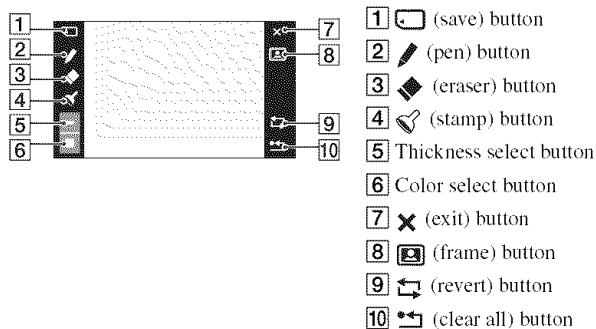 1
2
3
4
5
6
7
8
9
10
1 (save) button
2 (pen) button
3 (eraser) button
4 (stamp) button
5 Thickness select button
6 Color select button
7 (exit) button
8 (frame) button
9 (revert) button
10 (clear all) button